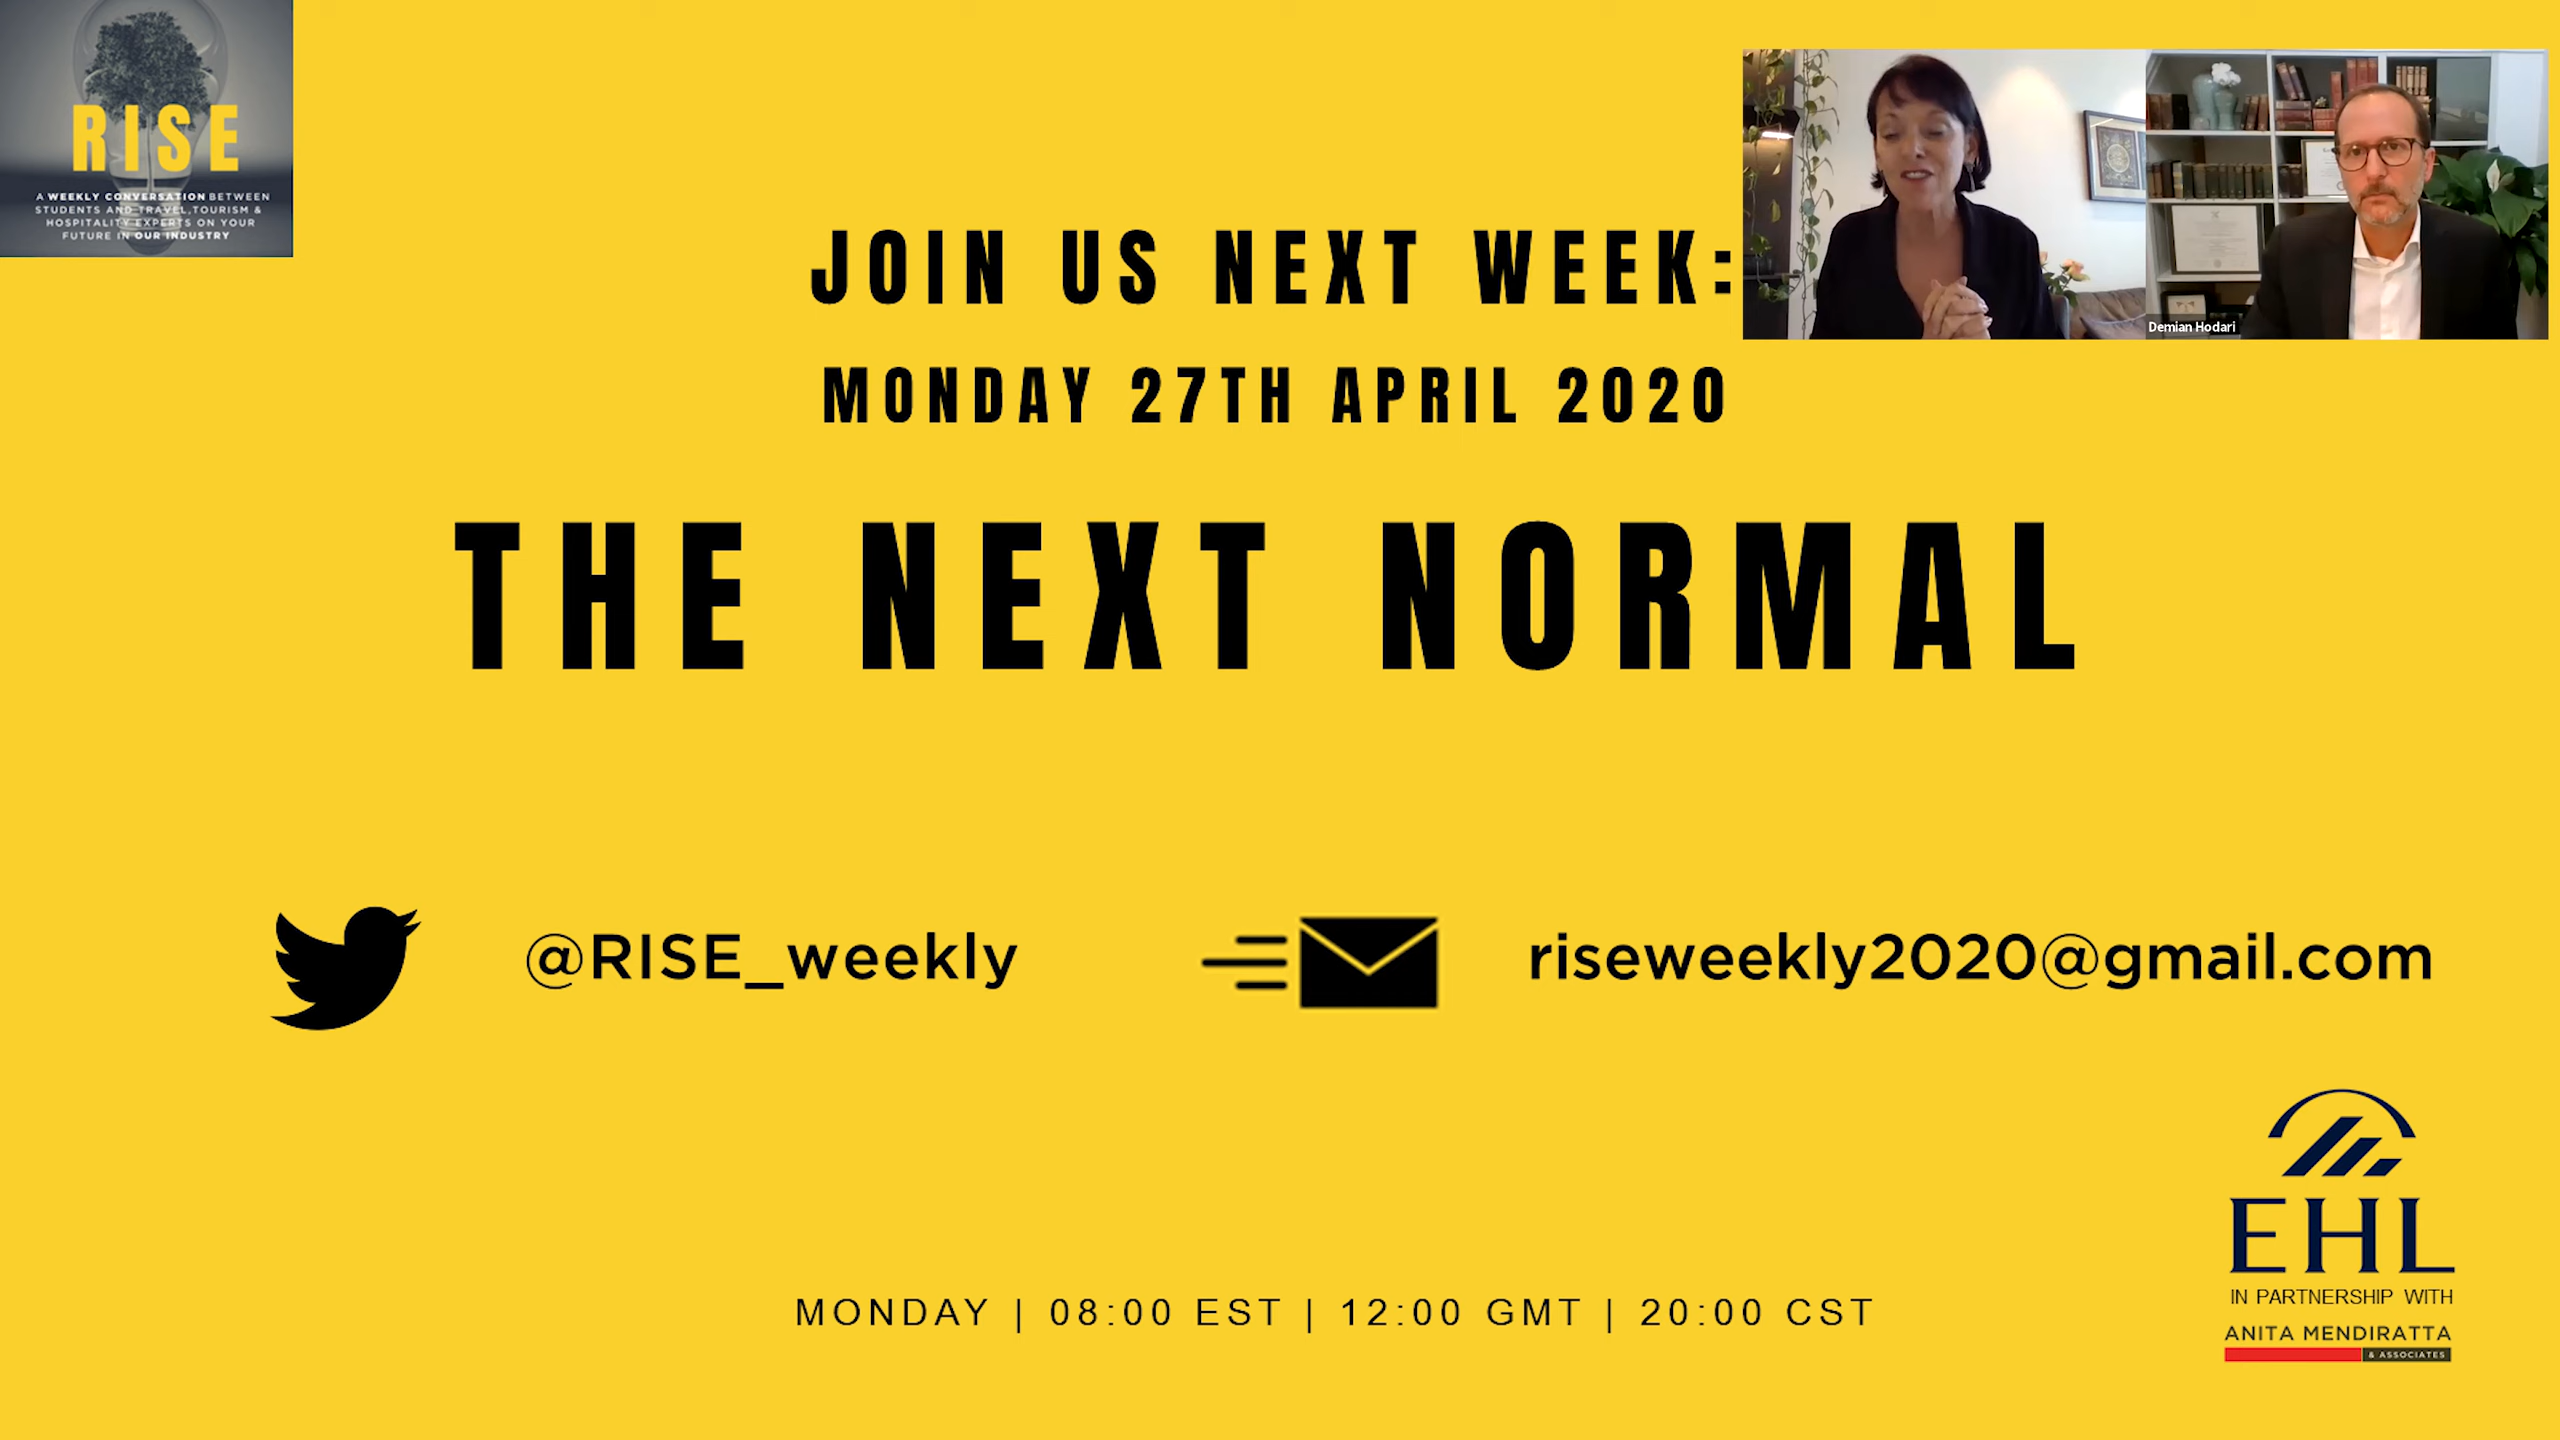 RISE
A WEEKLY CONVERSATION BETWEEN
STUDENTS AND TRAVEL, TOURISM &
HOSPITALITY EXPERTS ON YOUR
FUTURE IN OUR INDUSTRY
JOIN US NEXT WEEK:
Demian Hodari
MONDAY 27TH APRIL 2020
THE NEXT NORMAL
@RISE_weekly
riseweekly2020@gmail.com
EHL
IN PARTNERSHIP WITH
ANITA MENDIRATTA
& ASSOCIATES
MONDAY | 08:00 EST | 12:00 GMT | 20:00 CST